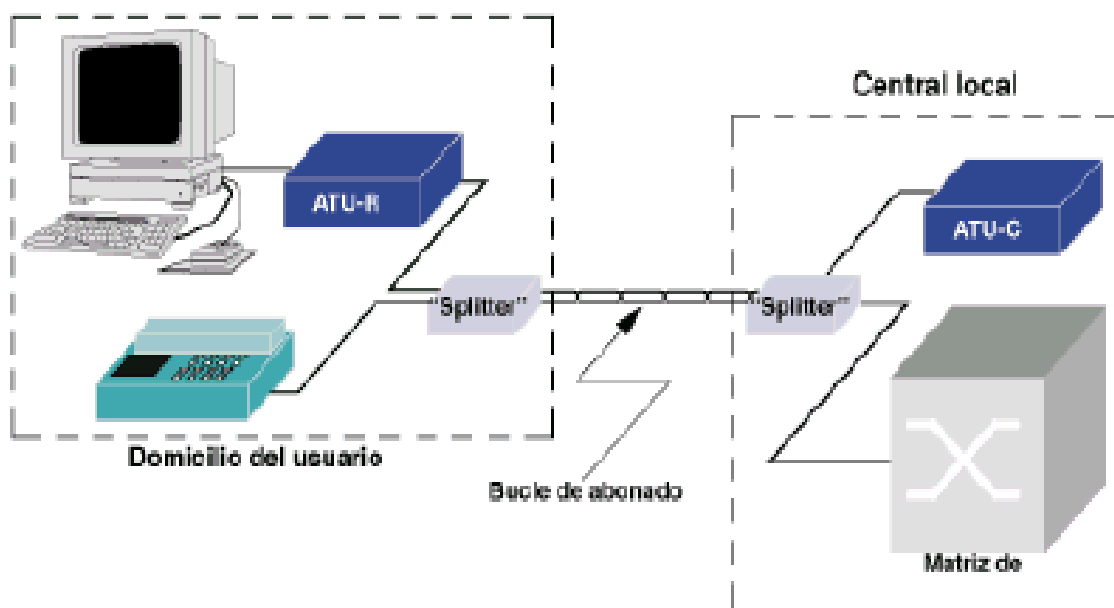 Central local
ATU-R
ATU-C
"Splitter"
"Splitter"
Domicilio del usuario
Bucle de abonado
Matriz de